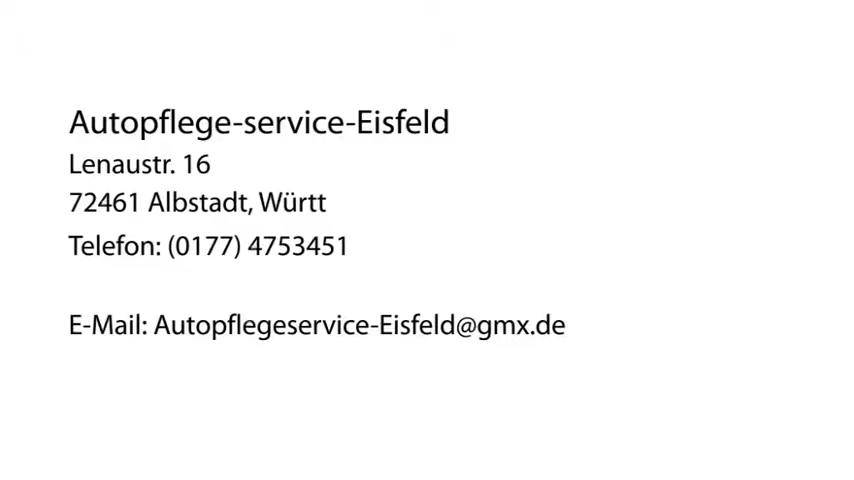 Autopflege-service-Eisfeld
Lenaustr. 16
72461 Albstadt, Württ
Telefon: (0177) 4753451
E-Mail: Autopflegeservice-Eisfeld@gmx.de